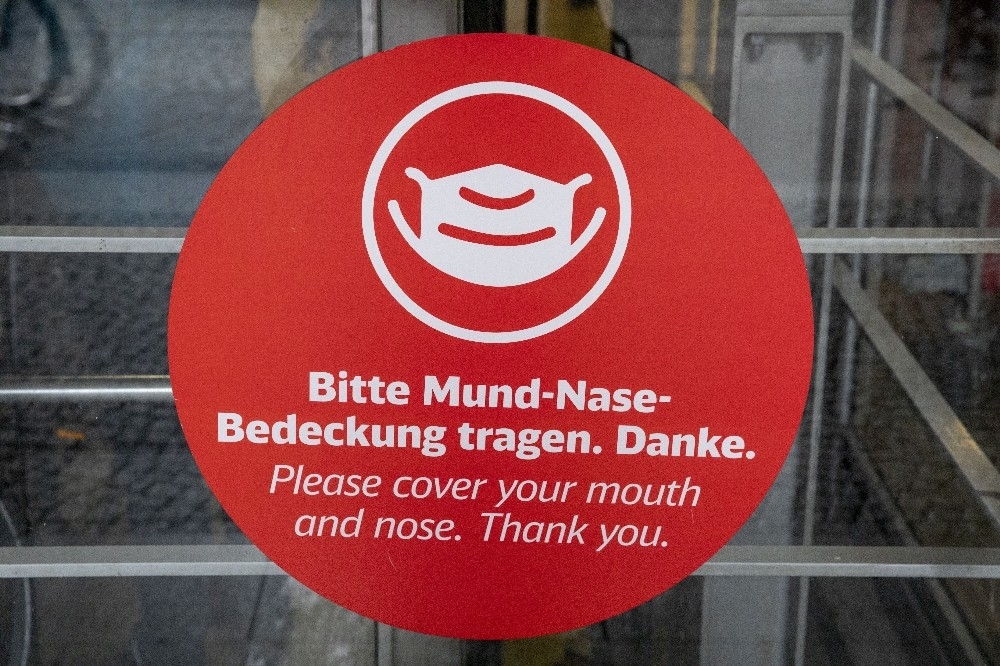 Bitte Mund-Nase-
Bedeckung tragen. Danke.
Please cover your mouth
and nose. Thank you.